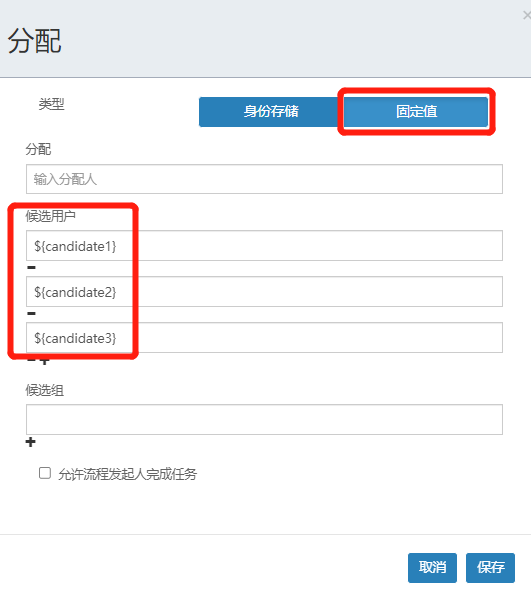 分配
类型
身份存储
固定值
分配
输入分配人
候选用户
${candidate1}
${candidate2}
${candidate3}
候选组
允许流程发起人完成任务
取消
保存